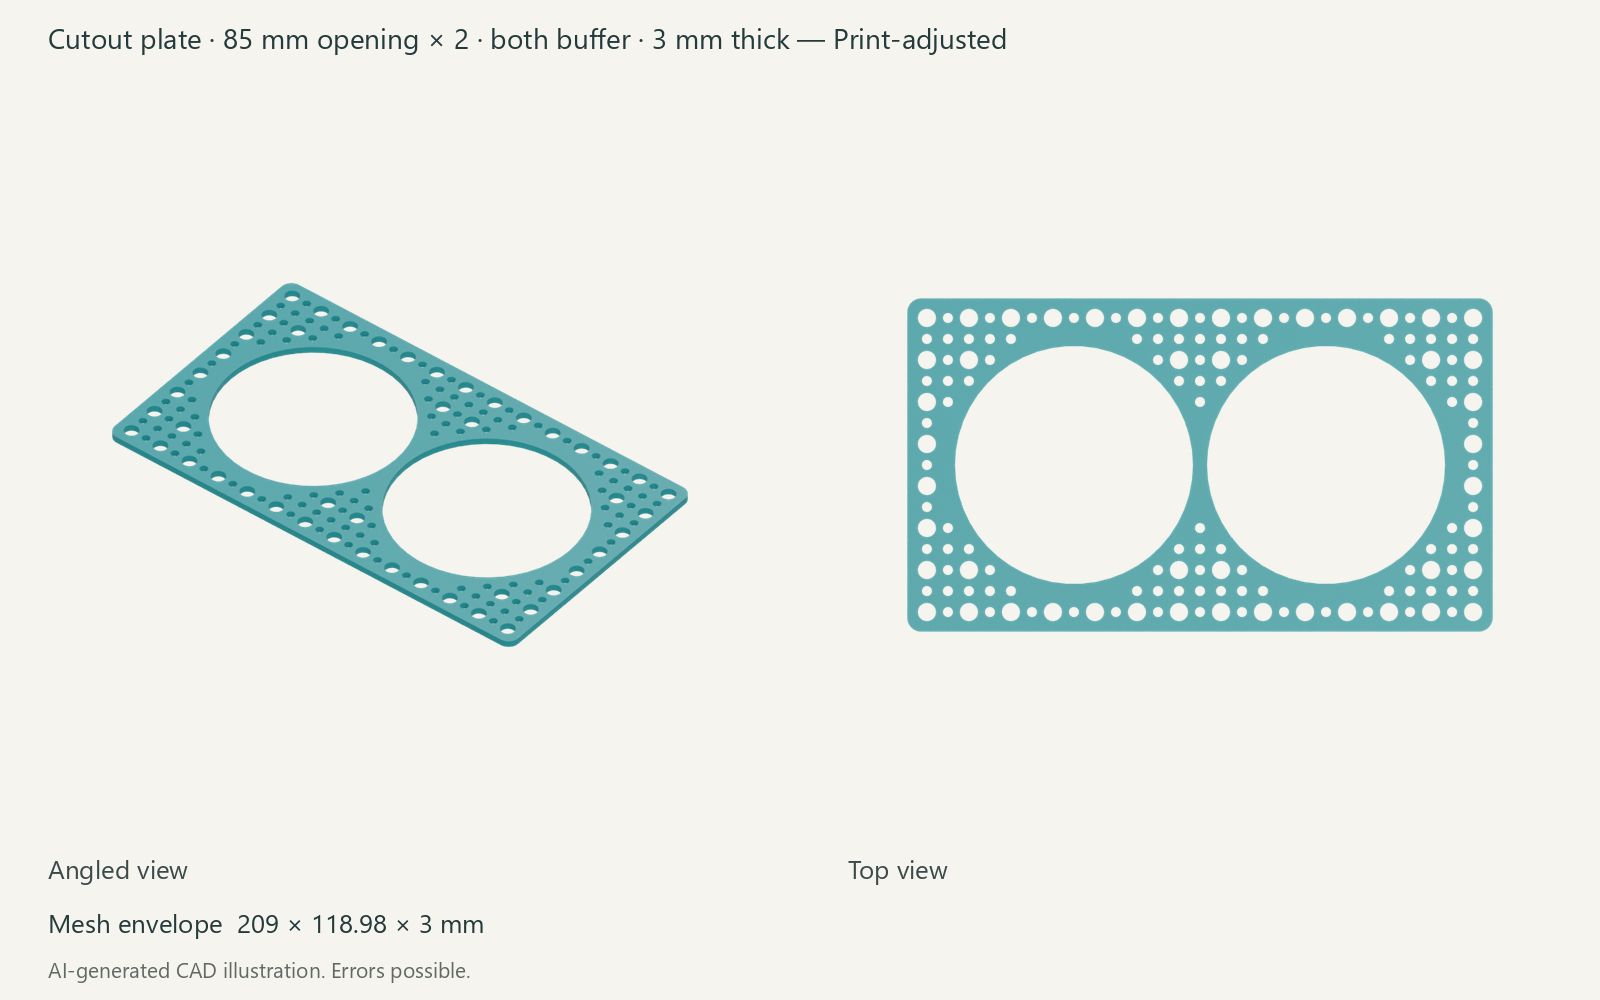 Cutout plate · 85 mm opening × 2 · both buffer · 3 mm thick — Print-adjusted
Angled view
Top view
Mesh envelope 209 × 118.98 × 3 mm
AI-generated CAD illustration. Errors possible.